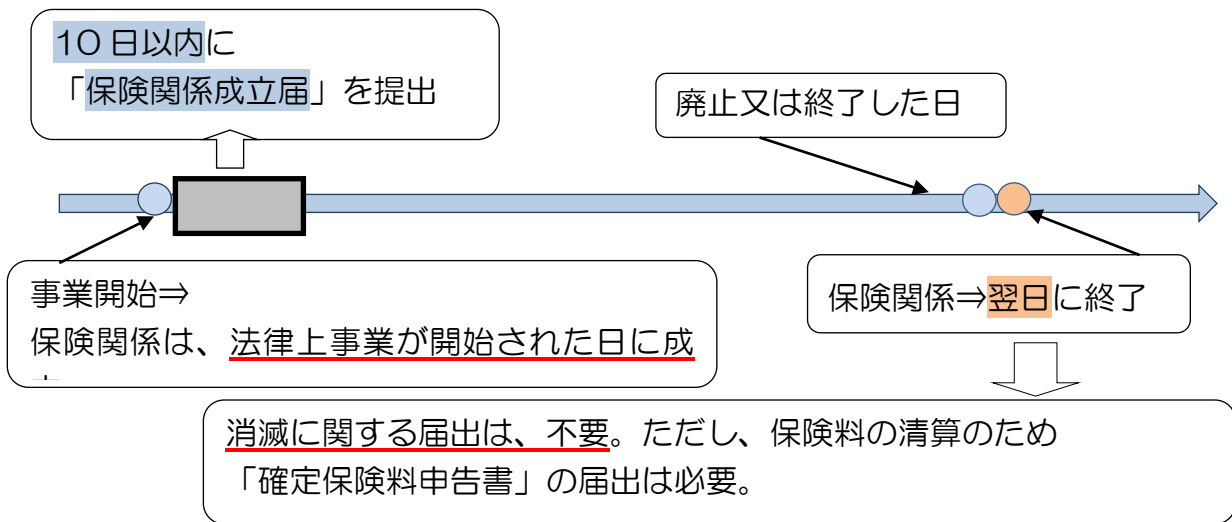 10日以内に
「保険関係成立届」を提出
廃止又は終了した日
事業開始⇒
保険関係は、法律上事業が開始された日に成
保険関係⇒翌日に終了
消滅に関する届出は、不要。ただし、保険料の清算のため
「確定保険料申告書」の届出は必要。